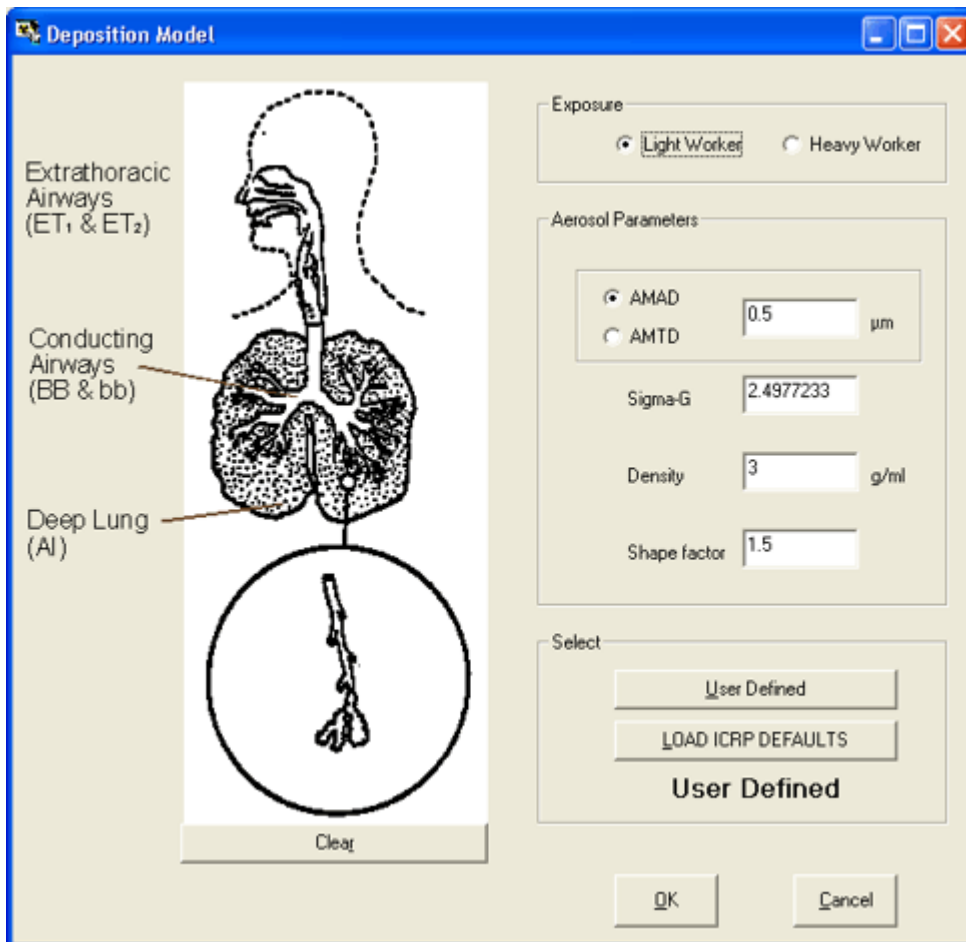 Deposition Model
Extrathoracic
Airways
(ET₁ & ET₂)
Conducting
Airways
(BB & bb)
Deep Lung
(AI)
Clear
Exposure
Light Worker
Heavy Worker
Aerosol Parameters
AMAD
AMTD
0.5
µm
Sigma-G
2.4977233
Density
3
g/ml
Shape factor
1.5
Select
User Defined
LOAD ICRP DEFAULTS
User Defined
OK
Cancel